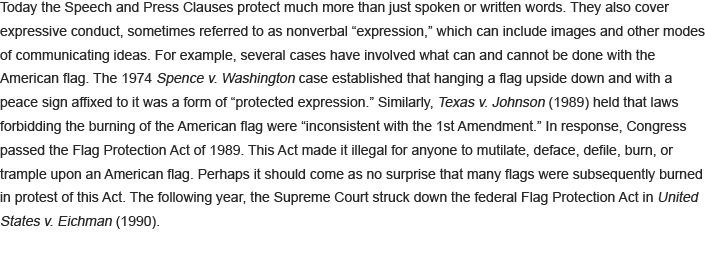 Today the Speech and Press Clauses protect much more than just spoken or written words. They also cover
expressive conduct, sometimes referred to as nonverbal “expression,” which can include images and other modes
of communicating ideas. For example, several cases have involved what can and cannot be done with the
American flag. The 1974 Spence v. Washington case established that hanging a flag upside down and with a
peace sign affixed to it was a form of “protected expression.” Similarly, Texas v. Johnson (1989) held that laws
forbidding the burning of the American flag were “inconsistent with the 1st Amendment.” In response, Congress
passed the Flag Protection Act of 1989. This Act made it illegal for anyone to mutilate, deface, defile, burn, or
trample upon an American flag. Perhaps it should come as no surprise that many flags were subsequently burned
in protest of this Act. The following year, the Supreme Court struck down the federal Flag Protection Act in United
States v. Eichman (1990).